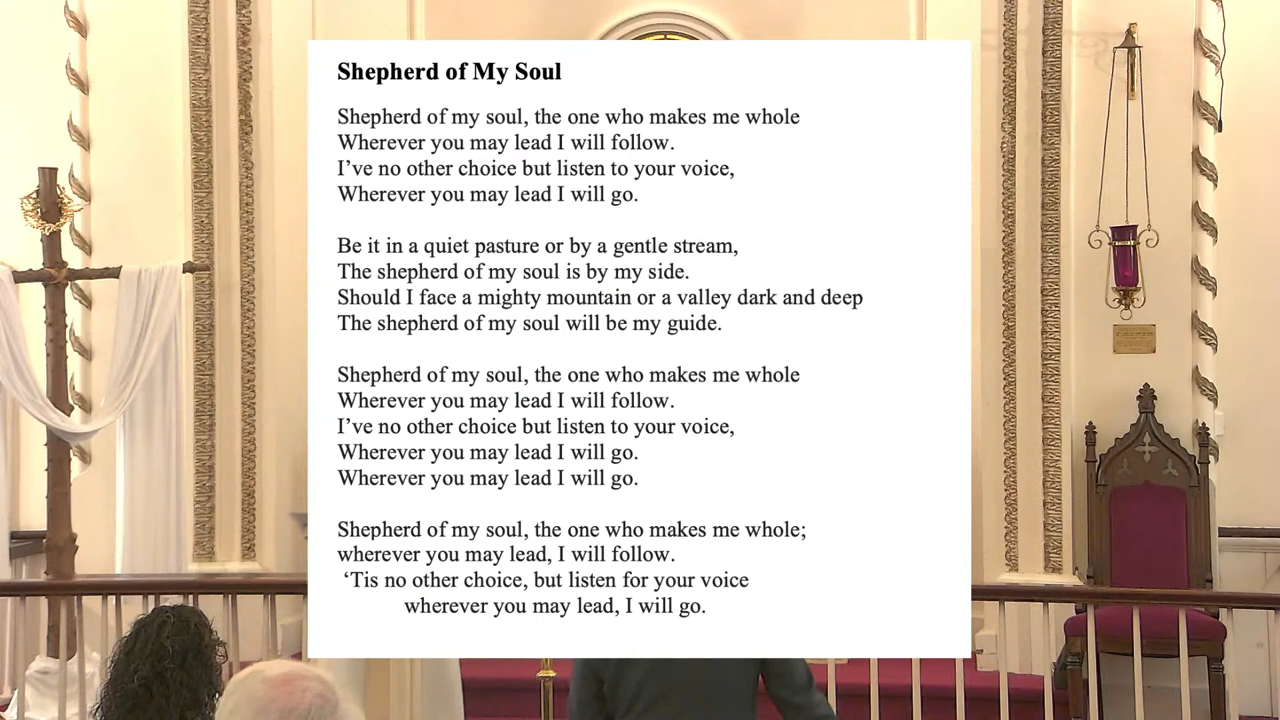 Shepherd of My Soul
Shepherd of my soul, the one who makes me whole
Wherever you may lead I will follow.
I’ve no other choice but listen to your voice,
Wherever you may lead I will go.
Be it in a quiet pasture or by a gentle stream,
The shepherd of my soul is by my side.
Should I face a mighty mountain or a valley dark and deep
The shepherd of my soul will be my guide.
Shepherd of my soul, the one who makes me whole
Wherever you may lead I will follow.
I’ve no other choice but listen to your voice,
Wherever you may lead I will go.
Wherever you may lead I will go.
Shepherd of my soul, the one who makes me whole;
wherever you may lead, I will follow.
‘Tis no other choice, but listen for your voice
wherever you may lead, I will go.